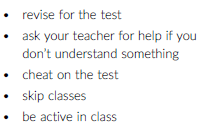 • revise for the test
• ask your teacher for help if you
don't understand something
• cheat on the test
• skip classes
• be active in class